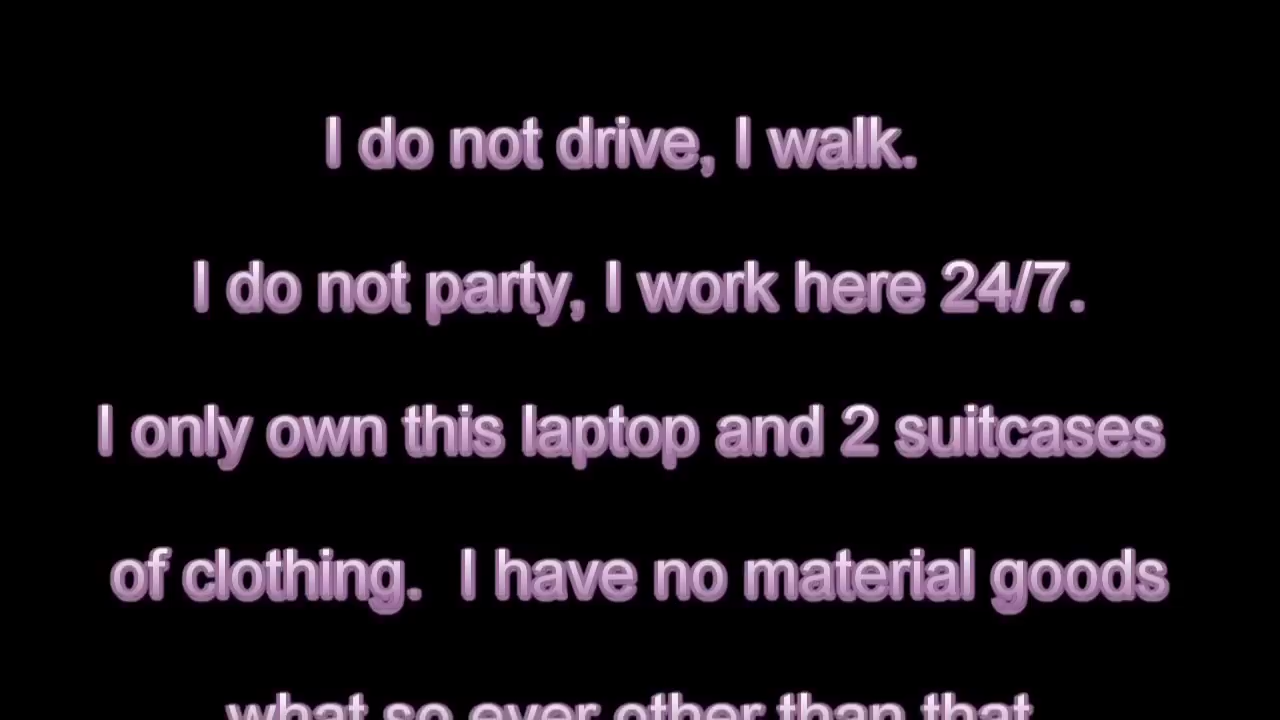 I do not drive, I walk.
I do not party, I work here 24/7.
I only own this laptop and 2 suitcases
of clothing.  I have no material goods
what so ever other than that